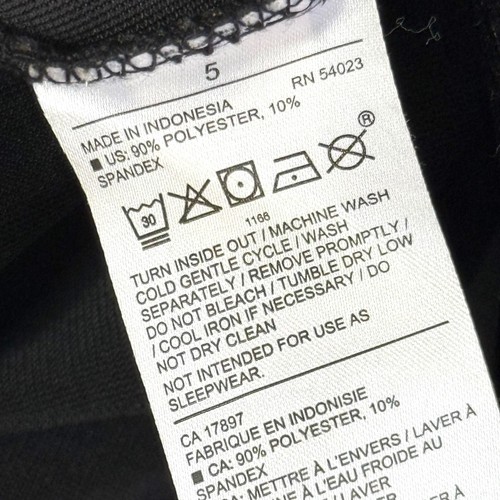 5
RN 54023
MADE IN INDONESIA
■ US: 90% POLYESTER, 10%
SPANDEX
30
®
1166
TURN INSIDE OUT / MACHINE WASH
COLD GENTLE CYCLE / WASH
SEPARATELY / REMOVE PROMPTLY /
DO NOT BLEACH / TUMBLE DRY LOW
/ COOL IRON IF NECESSARY / DO
NOT DRY CLEAN
NOT INTENDED FOR USE AS
SLEEPWEAR.
CA 17897
FABRIQUE EN INDONISIE
■ CA: 90% POLYESTER, 10%
SPANDEX
CA: METTRE À L'ENVERS / LAVER À
L'EAU FROIDE AU
LAVER